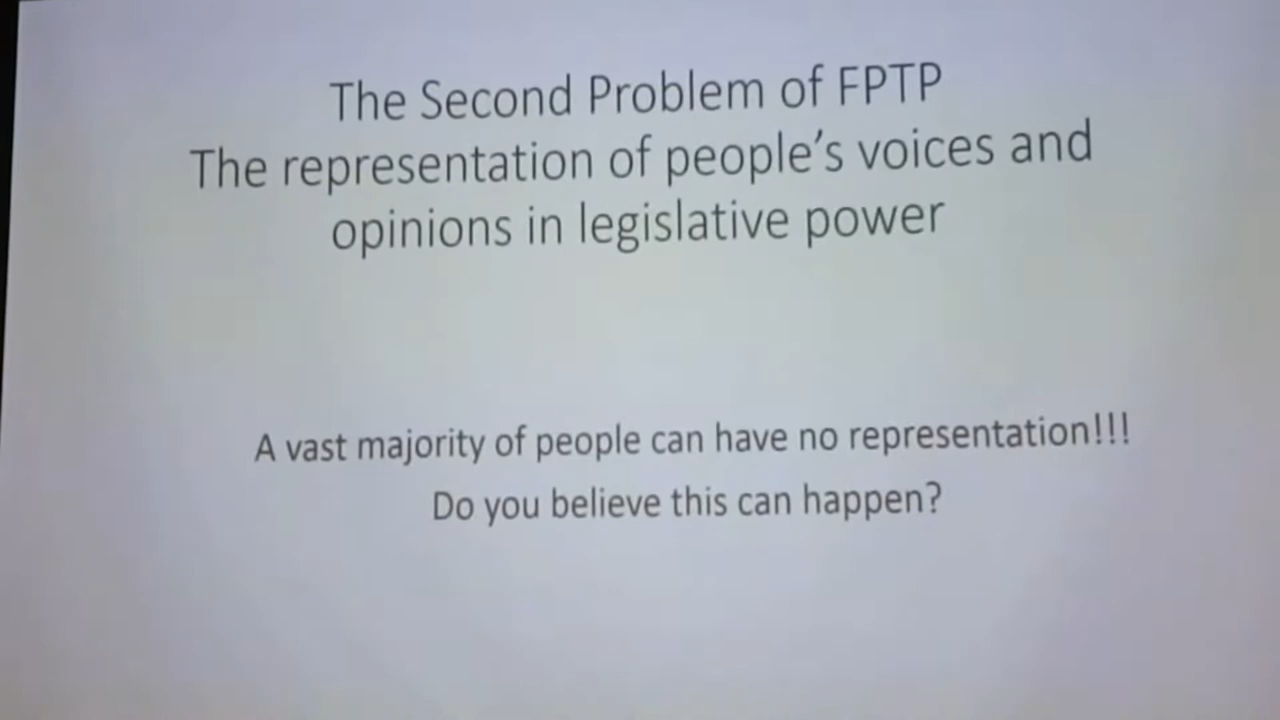 The Second Problem of FPTP
The representation of people's voices and
opinions in legislative power
A vast majority of people can have no representation!!!
Do you believe this can happen?